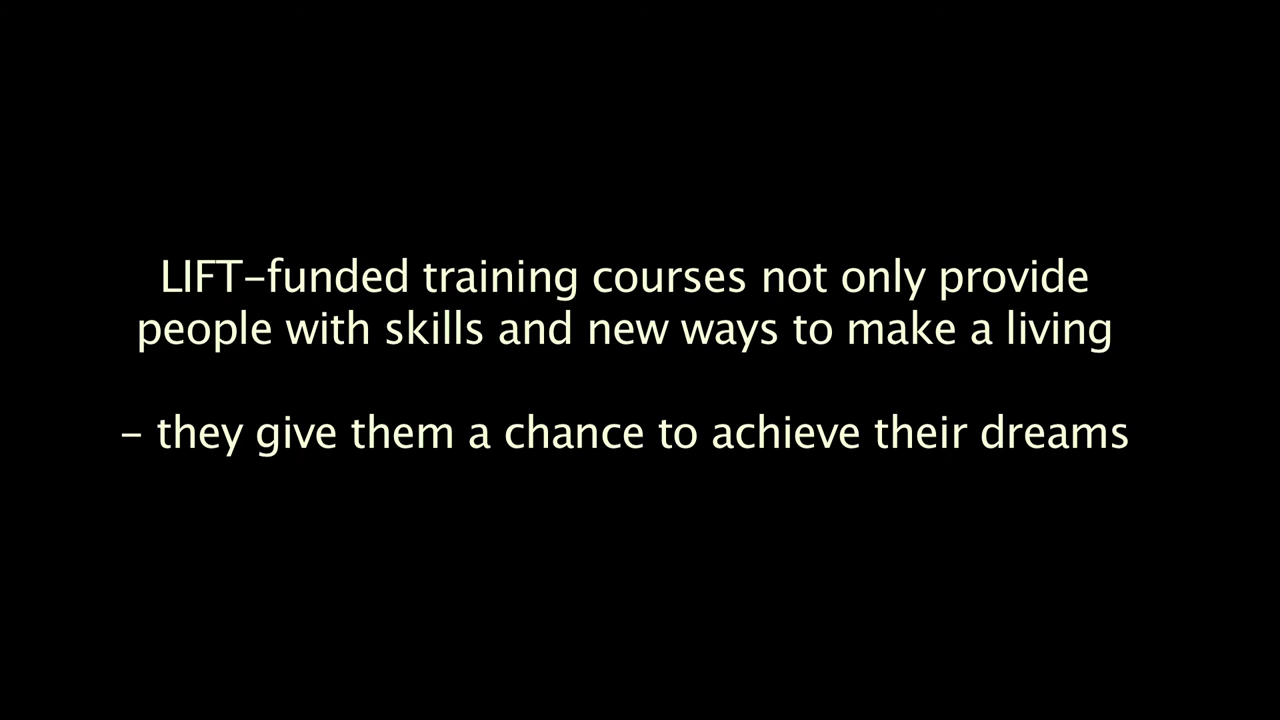 LIFT-funded training courses not only provide
people with skills and new ways to make a living
- they give them a chance to achieve their dreams